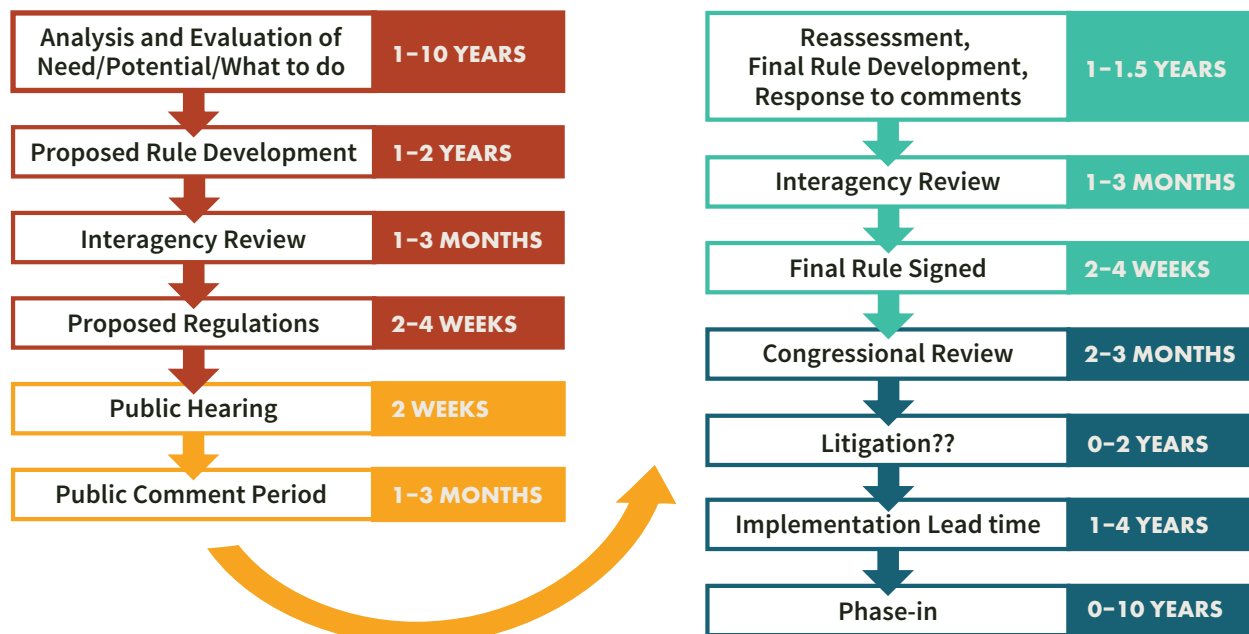 Analysis and Evaluation of
Need/Potential/What to do
1–10 YEARS
Proposed Rule Development
1–2 YEARS
Interagency Review
1–3 MONTHS
Proposed Regulations
2–4 WEEKS
Public Hearing
2 WEEKS
Public Comment Period
1–3 MONTHS
Reassessment,
Final Rule Development,
Response to comments
1–1.5 YEARS
Interagency Review
1–3 MONTHS
Final Rule Signed
2–4 WEEKS
Congressional Review
2–3 MONTHS
Litigation??
0–2 YEARS
Implementation Lead time
1–4 YEARS
Phase-in
0–10 YEARS